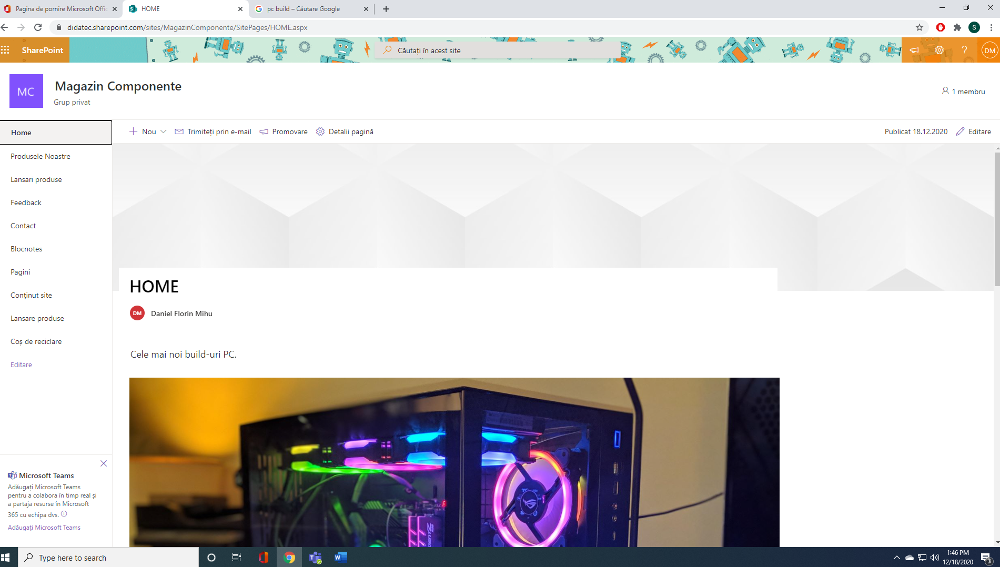 Pagina de pornire Microsoft Offic
HOME
pc build – Căutare Google
didatec.sharepoint.com/sites/MagazinComponente/SitePages/HOME.aspx
S
SharePoint
Căutați în acest site
DM
MC
Magazin Componente
Grup privat
1 membru
Home
Nou
Trimiteți prin e-mail
Promovare
Detalii pagină
Publicat 18.12.2020
Editare
Produsele Noastre
Lansari produse
Feedback
Contact
Blocnotes
Pagini
Conținut site
Lansare produse
Coș de reciclare
Editare
HOME
DM
Daniel Florin Mihu
Cele mai noi build-uri PC.
Microsoft Teams
Adăugați Microsoft Teams
pentru a colabora în timp real și
a partaja resurse în Microsoft
365 cu echipa dvs.
Adăugați Microsoft Teams
Type here to search
1:46 PM
12/18/2020
3